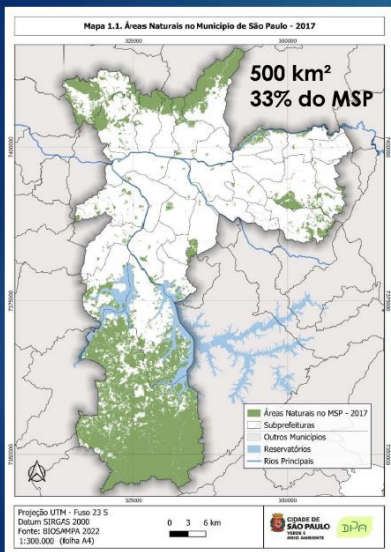 Mapa 1.1. Áreas Naturais no Município de São Paulo - 2017
325000
350000
500 km²
33% do MSP
7400000
7400000
7375000
7375000
7350000
7350000
Áreas Naturais no MSP - 2017
Subprefeituras
Outros Municípios
Reservatórios
Rios Principais
325000
350000
Projeção UTM - Fuso 23 S
Datum SIRGAS 2000
Fonte: BIOSAMPA 2022
1:300.000 (folha A4)
0 3 6 km
CIDADE DE
SÃO PAULO
VERDE E
MEIO AMBIENTE